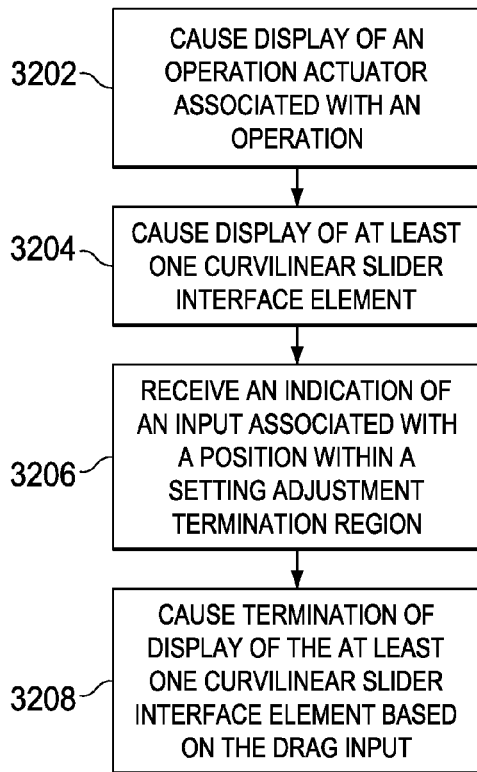 3202
CAUSE DISPLAY OF AN
OPERATION ACTUATOR
ASSOCIATED WITH AN
OPERATION
3204
CAUSE DISPLAY OF AT LEAST
ONE CURVILINEAR SLIDER
INTERFACE ELEMENT
3206
RECEIVE AN INDICATION OF
AN INPUT ASSOCIATED WITH
A POSITION WITHIN A
SETTING ADJUSTMENT
TERMINATION REGION
3208
CAUSE TERMINATION OF
DISPLAY OF THE AT LEAST
ONE CURVILINEAR SLIDER
INTERFACE ELEMENT BASED
ON THE DRAG INPUT